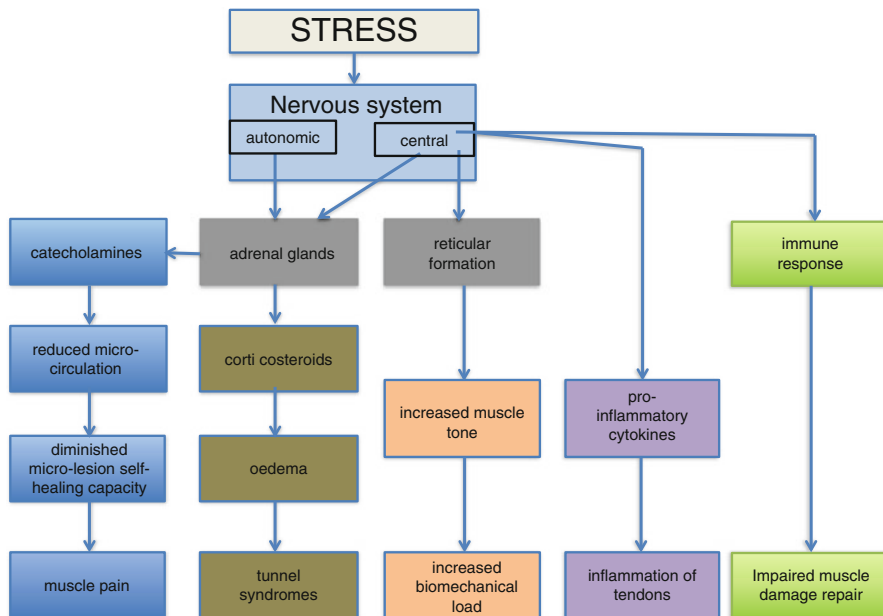 STRESS
Nervous system
autonomic
central
catecholamines
adrenal glands
reticular
formation
immune
response
reduced micro-
circulation
corti costeroids
increased muscle
tone
pro-
inflammatory
cytokines
diminished
micro-lesion self-
healing capacity
oedema
muscle pain
tunnel
syndromes
increased
biomechanical
load
inflammation of
tendons
Impaired muscle
damage repair